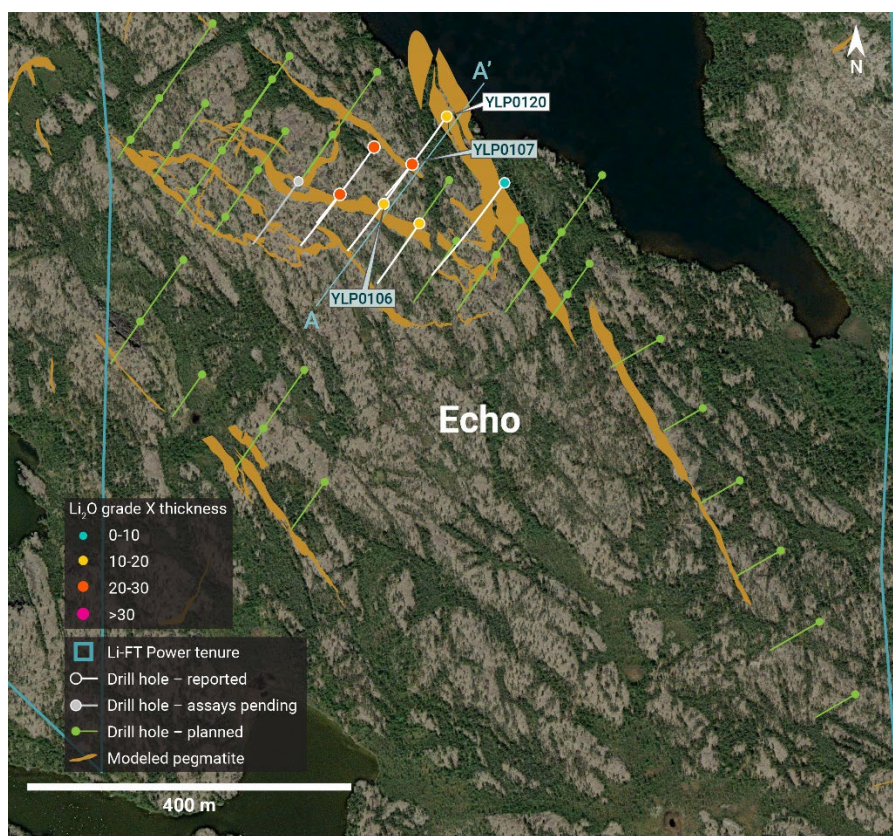 N
A'
YLP0120
YLP0107
YLP0106
A
Echo
Li₂O grade X thickness
0-10
10-20
20-30
>30
Li-FT Power tenure
Drill hole – reported
Drill hole – assays pending
Drill hole – planned
Modeled pegmatite
400 m